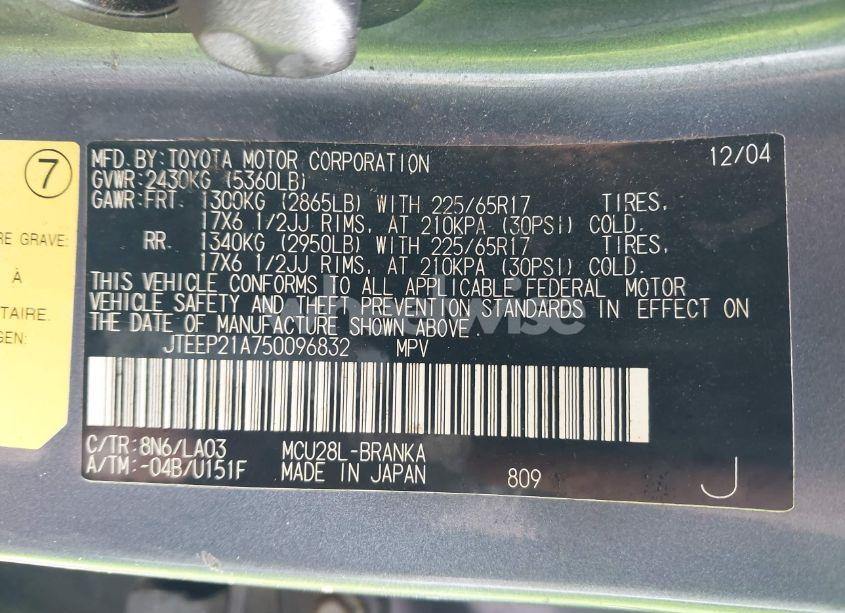 7
RE GRAVE:
À
TAIRE.
GEN:
MFD. BY: TOYOTA MOTOR CORPORATION 12/04
GVWR: 2430KG (5360LB)
GAWR: FRT. 1300KG (2865LB) WITH 225/65R17 TIRES,
17X6 1/2JJ RIMS, AT 210KPA (30PSI) COLD.
RR. 1340KG (2950LB) WITH 225/65R17 TIRES,
17X6 1/2JJ RIMS, AT 210KPA (30PSI) COLD.
THIS VEHICLE CONFORMS TO ALL APPLICABLE FEDERAL MOTOR
VEHICLE SAFETY AND THEFT PREVENTION STANDARDS IN EFFECT ON
THE DATE OF MANUFACTURE SHOWN ABOVE.
JTEEP21A750096832 MPV
C/TR: 8N6/LA03 MCU28L-BRANKA
A/TM: -04B/U151F MADE IN JAPAN 809 J